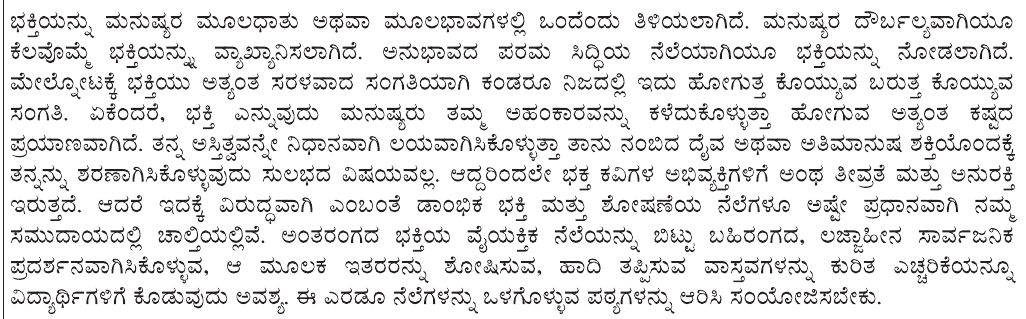 ಭಕ್ತಿಯನ್ನು ಮನುಷ್ಯರ ಮೂಲಧಾತು ಅಥವಾ ಮೂಲಭಾವಗಳಲ್ಲಿ ಒಂದೆಂದು ತಿಳಿಯಲಾಗಿದೆ. ಮನುಷ್ಯರ ದೌರ್ಬಲ್ಯವಾಗಿಯೂ
ಕೆಲವೊಮ್ಮೆ ಭಕ್ತಿಯನ್ನು ವ್ಯಾಖ್ಯಾನಿಸಲಾಗಿದೆ. ಅನುಭಾವದ ಪರಮ ಸಿದ್ಧಿಯ ನೆಲೆಯಾಗಿಯೂ ಭಕ್ತಿಯನ್ನು ನೋಡಲಾಗಿದೆ.
ಮೇಲ್ನೋಟಕ್ಕೆ ಭಕ್ತಿಯು ಅತ್ಯಂತ ಸರಳವಾದ ಸಂಗತಿಯಾಗಿ ಕಂಡರೂ ನಿಜದಲ್ಲಿ ಇದು ಹೋಗುತ್ತ ಕೊಯ್ಯುವ ಬರುತ್ತ ಕೊಯ್ಯುವ
ಸಂಗತಿ. ಏಕೆಂದರೆ, ಭಕ್ತಿ ಎನ್ನುವುದು ಮನುಷ್ಯರು ತಮ್ಮ ಅಹಂಕಾರವನ್ನು ಕಳೆದುಕೊಳ್ಳುತ್ತಾ ಹೋಗುವ ಅತ್ಯಂತ ಕಷ್ಟದ
ಪ್ರಯಾಣವಾಗಿದೆ. ತನ್ನ ಅಸ್ತಿತ್ವವನ್ನೇ ನಿಧಾನವಾಗಿ ಲಯವಾಗಿಸಿಕೊಳ್ಳುತ್ತಾ ತಾನು ನಂಬಿದ ದೈವ ಅಥವಾ ಅತಿಮಾನುಷ ಶಕ್ತಿಯೊಂದಕ್ಕೆ
ತನ್ನನ್ನು ಶರಣಾಗಿಸಿಕೊಳ್ಳುವುದು ಸುಲಭದ ವಿಷಯವಲ್ಲ. ಆದ್ದರಿಂದಲೇ ಭಕ್ತ ಕವಿಗಳ ಅಭಿವ್ಯಕ್ತಿಗಳಿಗೆ ಅಂಥ ತೀವ್ರತೆ ಮತ್ತು ಅನುರಕ್ತಿ
ಇರುತ್ತದೆ. ಆದರೆ ಇದಕ್ಕೆ ವಿರುದ್ಧವಾಗಿ ಎಂಬಂತೆ ಡಾಂಭಿಕ ಭಕ್ತಿ ಮತ್ತು ಶೋಷಣೆಯ ನೆಲೆಗಳೂ ಅಷ್ಟೇ ಪ್ರಧಾನವಾಗಿ ನಮ್ಮ
ಸಮುದಾಯದಲ್ಲಿ ಚಾಲ್ತಿಯಲ್ಲಿವೆ. ಅಂತರಂಗದ ಭಕ್ತಿಯ ವೈಯಕ್ತಿಕ ನೆಲೆಯನ್ನು ಬಿಟ್ಟು ಬಹಿರಂಗದ, ಲಜ್ಜಾಹೀನ ಸಾರ್ವಜನಿಕ
ಪ್ರದರ್ಶನವಾಗಿಸಿಕೊಳ್ಳುವ, ಆ ಮೂಲಕ ಇತರರನ್ನು ಶೋಷಿಸುವ, ಹಾದಿ ತಪ್ಪಿಸುವ ವಾಸ್ತವಗಳನ್ನು ಕುರಿತ ಎಚ್ಚರಿಕೆಯನ್ನೂ
ವಿದ್ಯಾರ್ಥಿಗಳಿಗೆ ಕೊಡುವುದು ಅವಶ್ಯ. ಈ ಎರಡೂ ನೆಲೆಗಳನ್ನು ಒಳಗೊಳ್ಳುವ ಪಠ್ಯಗಳನ್ನು ಆರಿಸಿ ಸಂಯೋಜಿಸಬೇಕು.